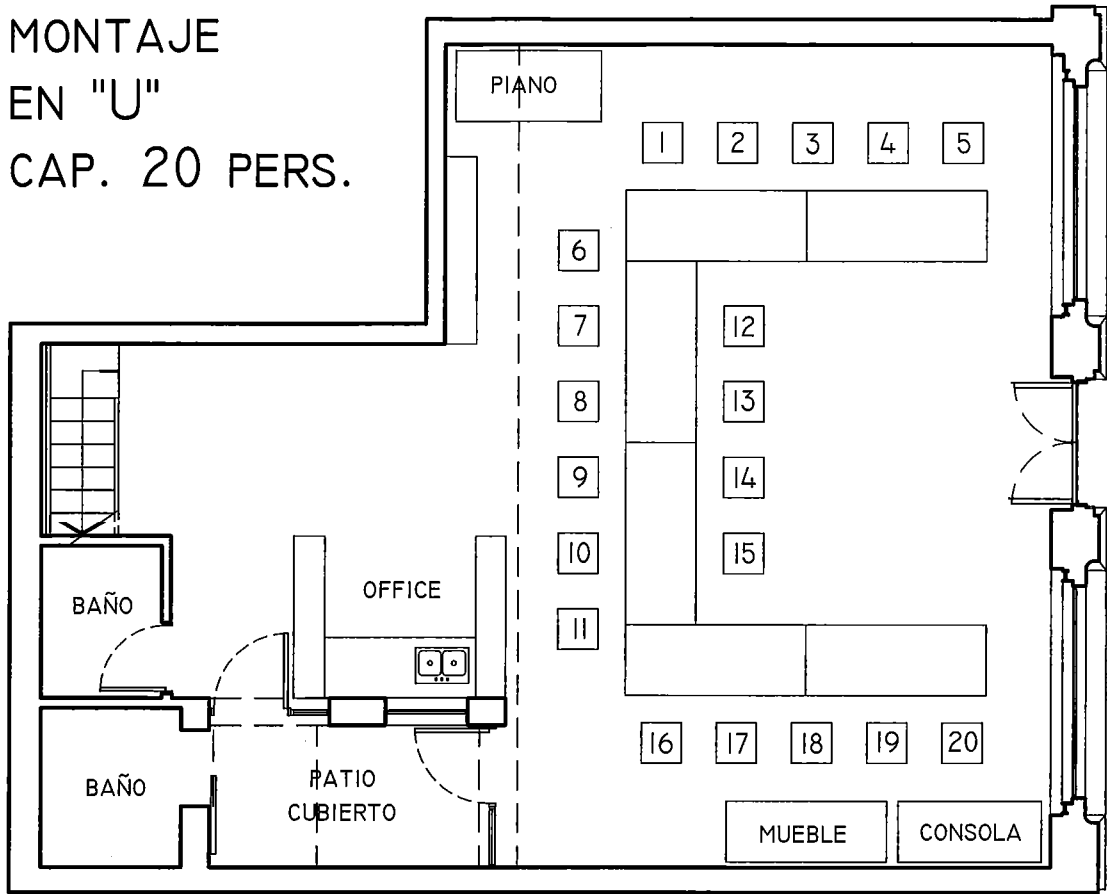 MONTAJE
EN "U"
CAP. 20 PERS.
PIANO
1 2 3 4 5
6
7 12
8 13
9 14
10 15
11
OFFICE
BAÑO
BAÑO
PATIO
CUBIERTO
16 17 18 19 20
MUEBLE CONSOLA